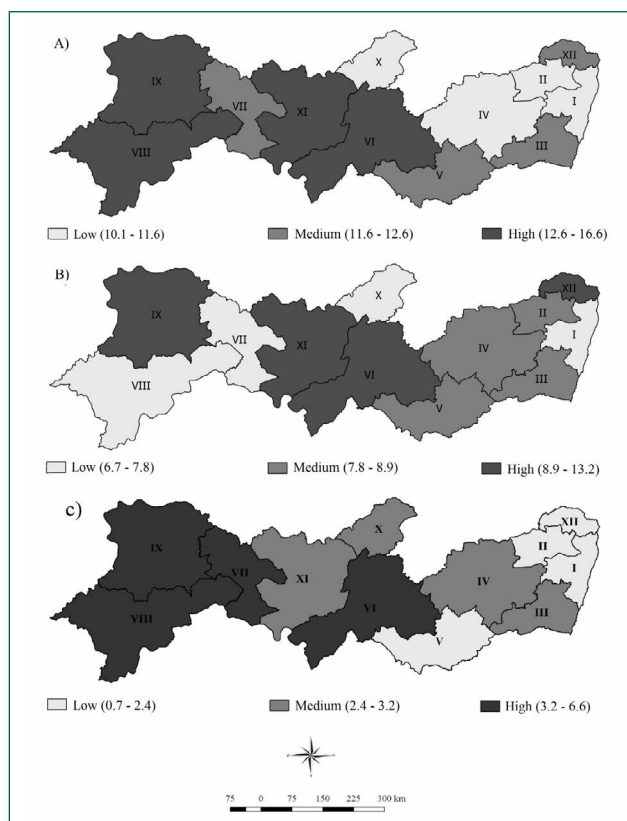 A)
IX
VII
VIII
XI
X
VI
IV
V
XII
II
I
III
Low (10.1 - 11.6)
Medium (11.6 - 12.6)
High (12.6 - 16.6)
B)
IX
VII
VIII
XI
X
VI
IV
V
XII
II
I
III
Low (6.7 - 7.8)
Medium (7.8 - 8.9)
High (8.9 - 13.2)
c)
IX
VII
VIII
XI
X
VI
IV
V
XII
II
I
III
Low (0.7 - 2.4)
Medium (2.4 - 3.2)
High (3.2 - 6.6)
75 0 75 150 225 300 km